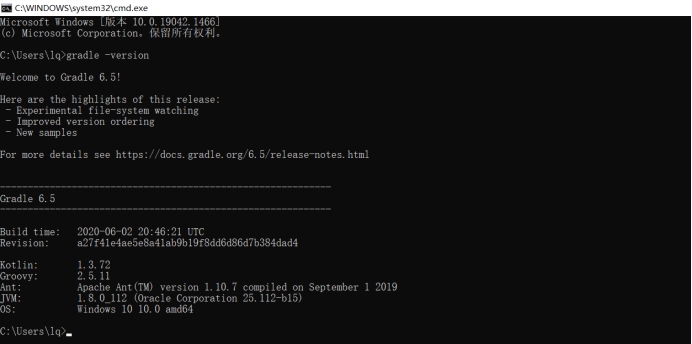 C:\WINDOWS\system32\cmd.exe
Microsoft Windows [版本 10.0.19042.1466]
(c) Microsoft Corporation。保留所有权利。
C:\Users\lq>gradle -version
Welcome to Gradle 6.5!
Here are the highlights of this release:
- Experimental file-system watching
- Improved version ordering
- New samples
For more details see https://docs.gradle.org/6.5/release-notes.html
------------------------------------------------------------
Gradle 6.5
------------------------------------------------------------
Build time:   2020-06-02 20:46:21 UTC
Revision:     a27f41e4ae5e8a41ab9b19f8dd6d86d7b384dad4
Kotlin:       1.3.72
Groovy:       2.5.11
Ant:          Apache Ant(TM) version 1.10.7 compiled on September 1 2019
JVM:          1.8.0_112 (Oracle Corporation 25.112-b15)
OS:           Windows 10 10.0 amd64
C:\Users\lq>